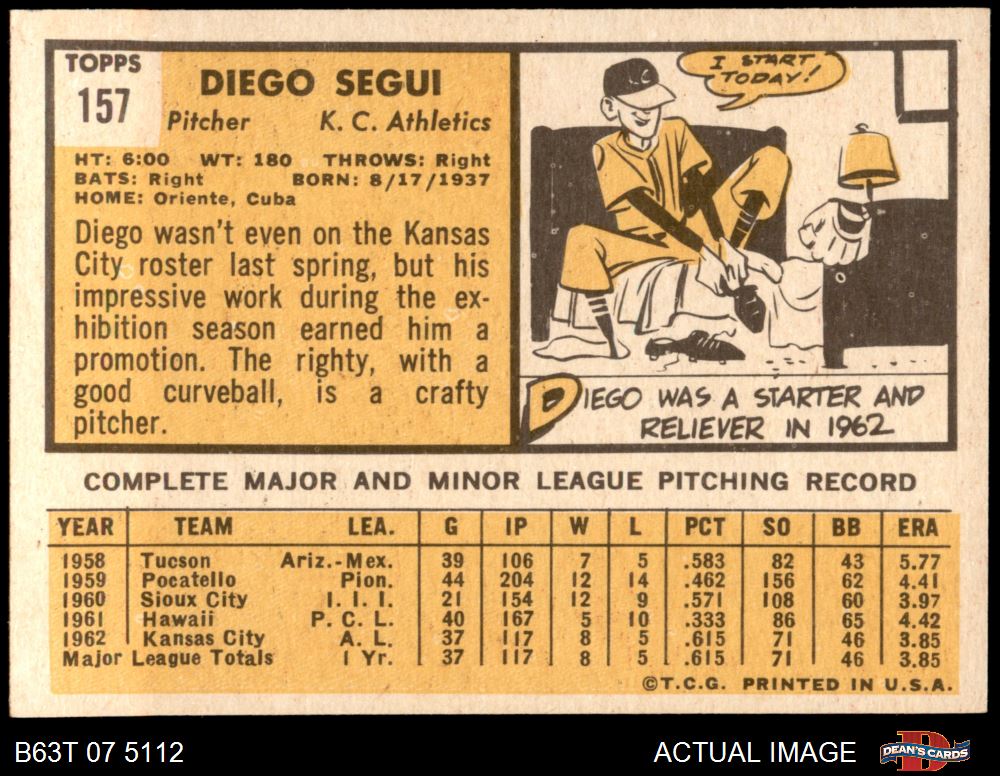 TOPPS
157
DIEGO SEGUI
Pitcher K. C. Athletics
HT: 6:00 WT: 180 THROWS: Right
BATS: Right BORN: 8/17/1937
HOME: Oriente, Cuba
Diego wasn't even on the Kansas
City roster last spring, but his
impressive work during the ex-
hibition season earned him a
promotion. The righty, with a
good curveball, is a crafty
pitcher.
I START
TODAY!
KC
DIEGO WAS A STARTER AND
RELIEVER IN 1962
COMPLETE MAJOR AND MINOR LEAGUE PITCHING RECORD
YEAR TEAM LEA. G IP W L PCT SO BB ERA
1958 Tucson Ariz.-Mex. 39 106 7 5 .583 82 43 5.77
1959 Pocatello Pion. 44 204 12 14 .462 156 62 4.41
1960 Sioux City I. I. I. 21 154 12 9 .571 108 60 3.97
1961 Hawaii P. C. L. 40 167 5 10 .333 86 65 4.42
1962 Kansas City A. L. 37 117 8 5 .615 71 46 3.85
Major League Totals 1 Yr. 37 117 8 5 .615 71 46 3.85
©T.C.G. PRINTED IN U.S.A.
B63T 07 5112 ACTUAL IMAGE D DEAN'S CARDS